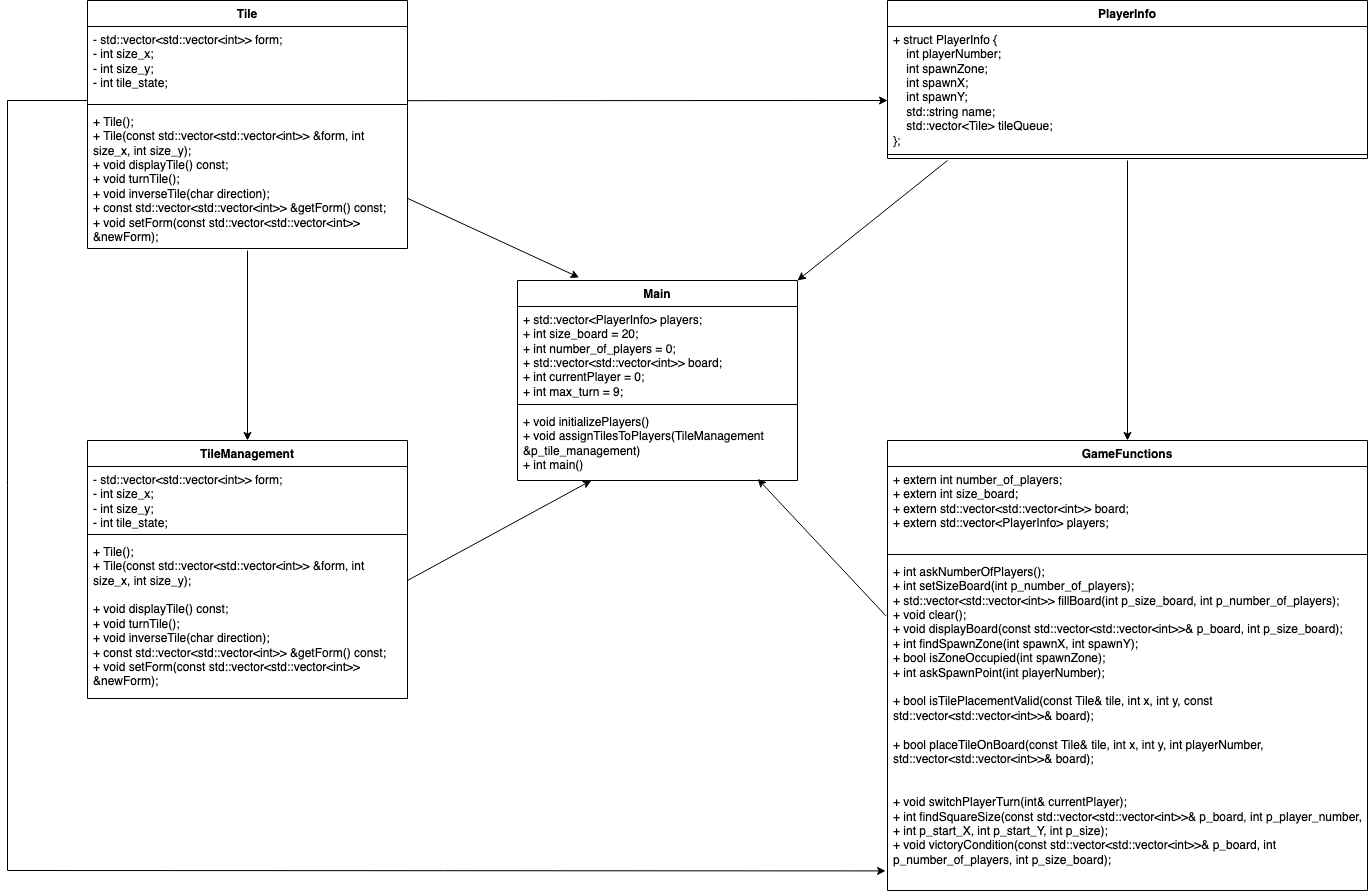 Tile
- std::vector<std::vector<int>> form;
- int size_x;
- int size_y;
- int tile_state;
+ Tile();
+ Tile(const std::vector<std::vector<int>> &form, int
size_x, int size_y);
+ void displayTile() const;
+ void turnTile();
+ void inverseTile(char direction);
+ const std::vector<std::vector<int>> &getForm() const;
+ void setForm(const std::vector<std::vector<int>>
&newForm);
PlayerInfo
+ struct PlayerInfo {
int playerNumber;
int spawnZone;
int spawnX;
int spawnY;
std::string name;
std::vector<Tile> tileQueue;
};
Main
+ std::vector<PlayerInfo> players;
+ int size_board = 20;
+ int number_of_players = 0;
+ std::vector<std::vector<int>> board;
+ int currentPlayer = 0;
+ int max_turn = 9;
+ void initializePlayers()
+ void assignTilesToPlayers(TileManagement
&p_tile_management)
+ int main()
TileManagement
- std::vector<std::vector<int>> form;
- int size_x;
- int size_y;
- int tile_state;
+ Tile();
+ Tile(const std::vector<std::vector<int>> &form, int
size_x, int size_y);
+ void displayTile() const;
+ void turnTile();
+ void inverseTile(char direction);
+ const std::vector<std::vector<int>> &getForm() const;
+ void setForm(const std::vector<std::vector<int>>
&newForm);
GameFunctions
+ extern int number_of_players;
+ extern int size_board;
+ extern std::vector<std::vector<int>> board;
+ extern std::vector<PlayerInfo> players;
+ int askNumberOfPlayers();
+ int setSizeBoard(int p_number_of_players);
+ std::vector<std::vector<int>> fillBoard(int p_size_board, int p_number_of_players);
+ void clear();
+ void displayBoard(const std::vector<std::vector<int>>& p_board, int p_size_board);
+ int findSpawnZone(int spawnX, int spawnY);
+ bool isZoneOccupied(int spawnZone);
+ int askSpawnPoint(int playerNumber);
+ bool isTilePlacementValid(const Tile& tile, int x, int y, const
std::vector<std::vector<int>>& board);
+ bool placeTileOnBoard(const Tile& tile, int x, int y, int playerNumber,
std::vector<std::vector<int>>& board);
+ void switchPlayerTurn(int& currentPlayer);
+ int findSquareSize(const std::vector<std::vector<int>>& p_board, int p_player_number,
+ int p_start_X, int p_start_Y, int p_size);
+ void victoryCondition(const std::vector<std::vector<int>>& p_board, int
p_number_of_players, int p_size_board);